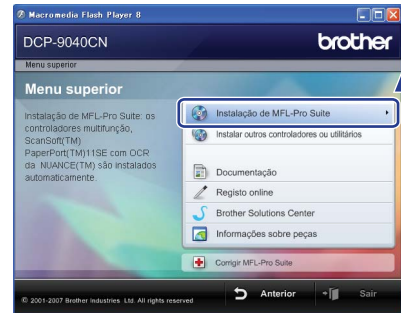 Macromedia Flash Player 8
DCP-9040CN
brother
Menu superior
Menu superior
Instalação de MFL-Pro Suite: os
controladores multifunção,
ScanSoft(TM)
PaperPort(TM)11SE com OCR
da NUANCE(TM) são instalados
automaticamente.
Instalação de MFL-Pro Suite
Instalar outros controladores ou utilitários
Documentação
Registo online
Brother Solutions Center
Informações sobre peças
Corrigir MFL-Pro Suite
© 2001-2007 Brother Industries Ltd. All rights reserved
Anterior
Sair